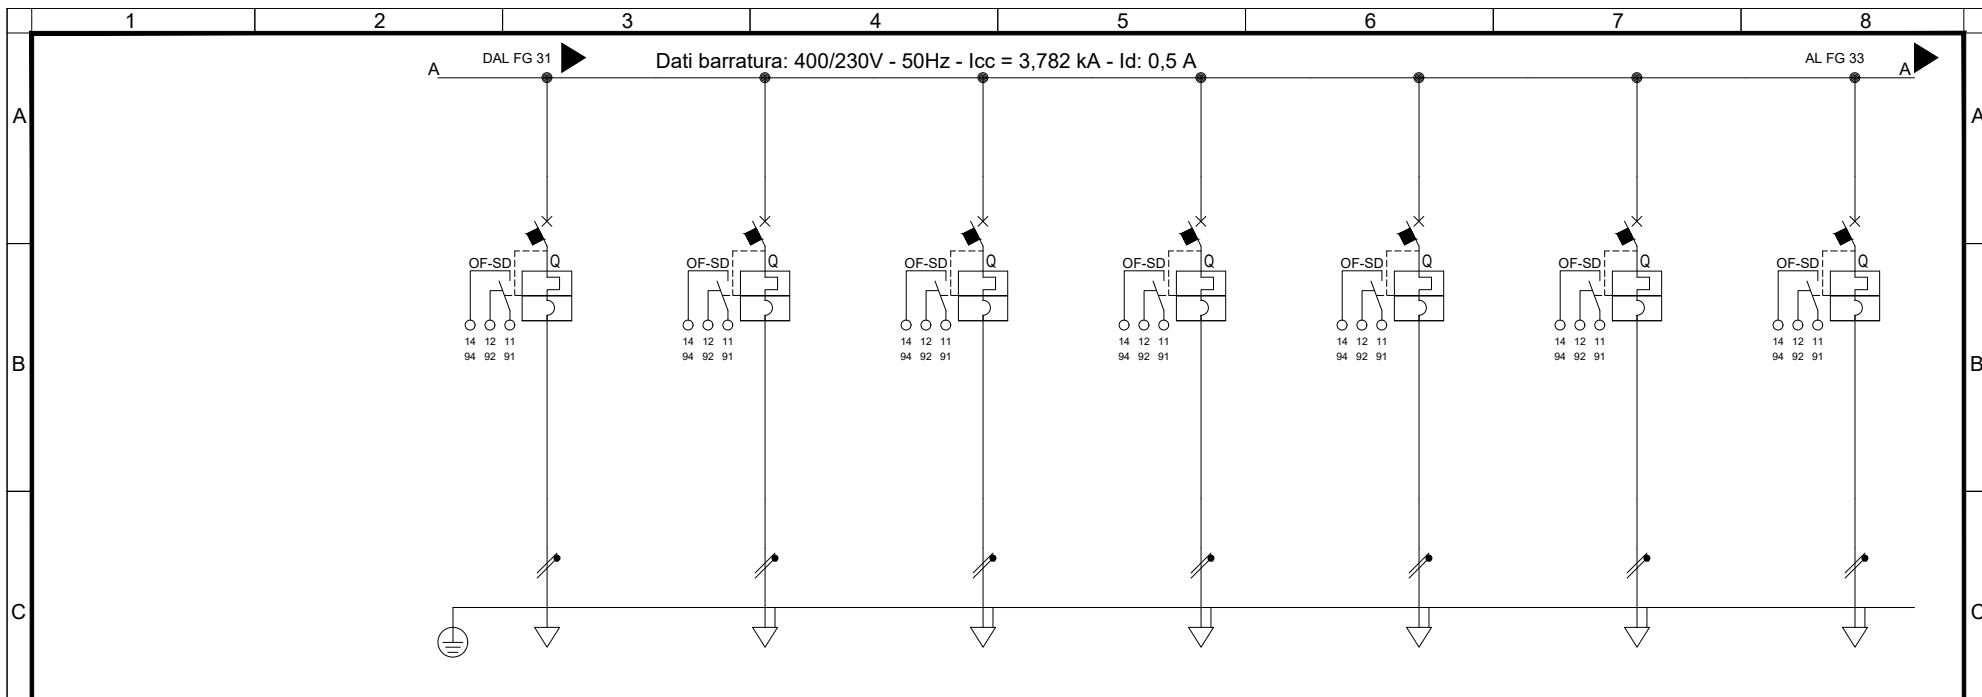 1 2 3 4 5 6 7 8
DAL FG 31 Dati barratura: 400/230V - 50Hz - Icc = 3,782 kA - Id: 0,5 A AL FG 33
A A
A A
OF-SD Q OF-SD Q OF-SD Q OF-SD Q OF-SD Q OF-SD Q OF-SD Q
14 12 11 14 12 11 14 12 11 14 12 11 14 12 11 14 12 11 14 12 11
94 92 91 94 92 91 94 92 91 94 92 91 94 92 91 94 92 91 94 92 91
B B
C C